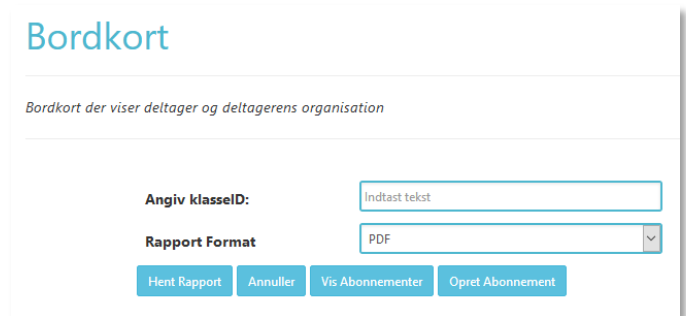 Bordkort
Bordkort der viser deltager og deltagerens organisation
Angiv klasseID:
Indtast tekst
Rapport Format
PDF
Hent Rapport
Annuller
Vis Abonnementer
Opret Abonnement